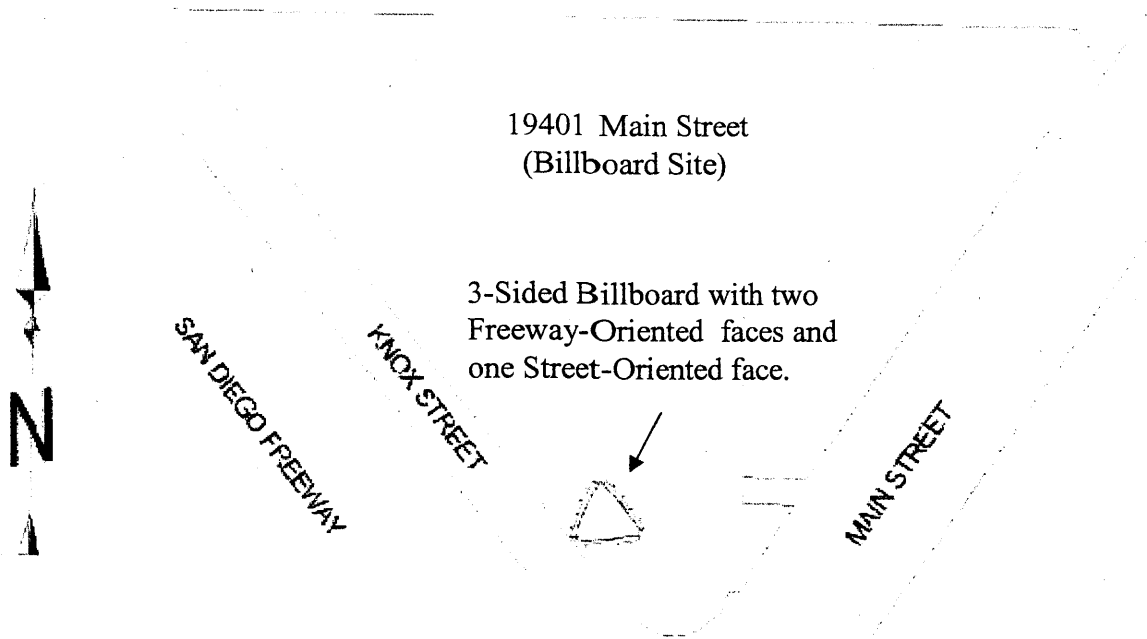 19401 Main Street
(Billboard Site)
3-Sided Billboard with two
Freeway-Oriented faces and
one Street-Oriented face.
SAN DIEGO FREEWAY
KNOX STREET
MAIN STREET
N